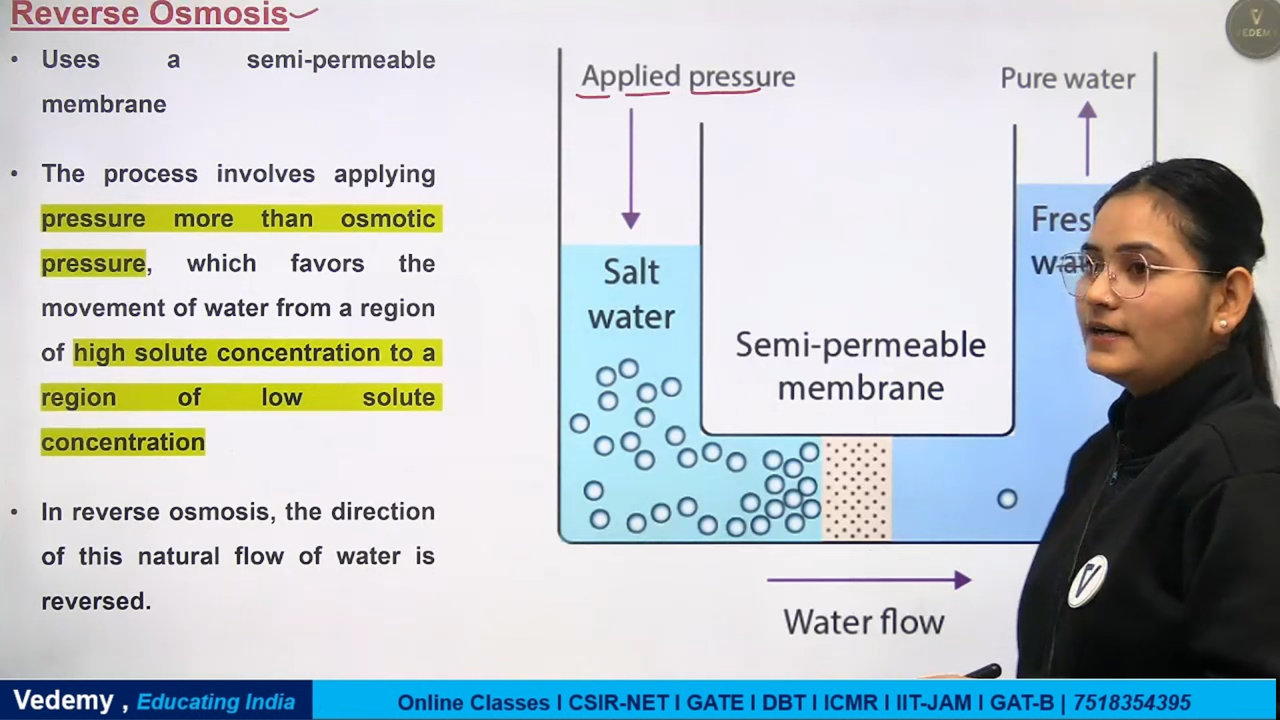 Reverse Osmosis
• Uses a semi-permeable
membrane
• The process involves applying
pressure more than osmotic
pressure, which favors the
movement of water from a region
of high solute concentration to a
region of low solute
concentration
• In reverse osmosis, the direction
of this natural flow of water is
reversed.
Applied pressure
Pure water
VEDEMY
Salt
water
Semi-permeable
membrane
Water flow
Vedemy , Educating India
Online Classes I CSIR-NET I GATE I DBT I ICMR I IIT-JAM I GAT-B | 7518354395